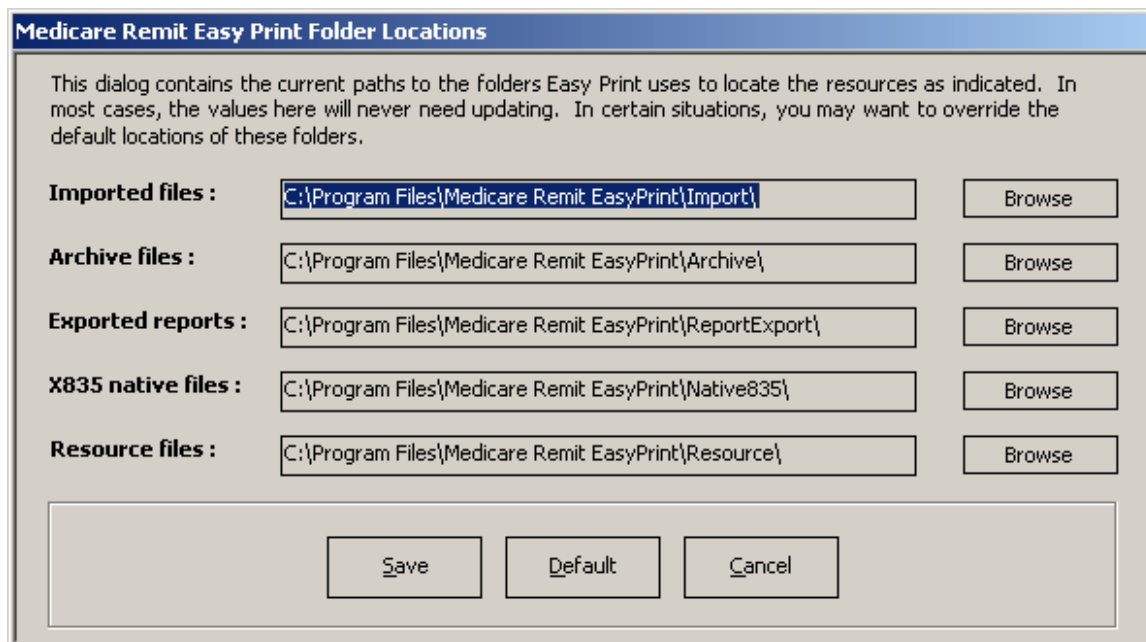 Medicare Remit Easy Print Folder Locations
This dialog contains the current paths to the folders Easy Print uses to locate the resources as indicated.  In
most cases, the values here will never need updating.  In certain situations, you may want to override the
default locations of these folders.
Imported files : C:\Program Files\Medicare Remit EasyPrint\Import\ Browse
Archive files : C:\Program Files\Medicare Remit EasyPrint\Archive\ Browse
Exported reports : C:\Program Files\Medicare Remit EasyPrint\ReportExport\ Browse
X835 native files : C:\Program Files\Medicare Remit EasyPrint\Native835\ Browse
Resource files : C:\Program Files\Medicare Remit EasyPrint\Resource\ Browse
Save Default Cancel